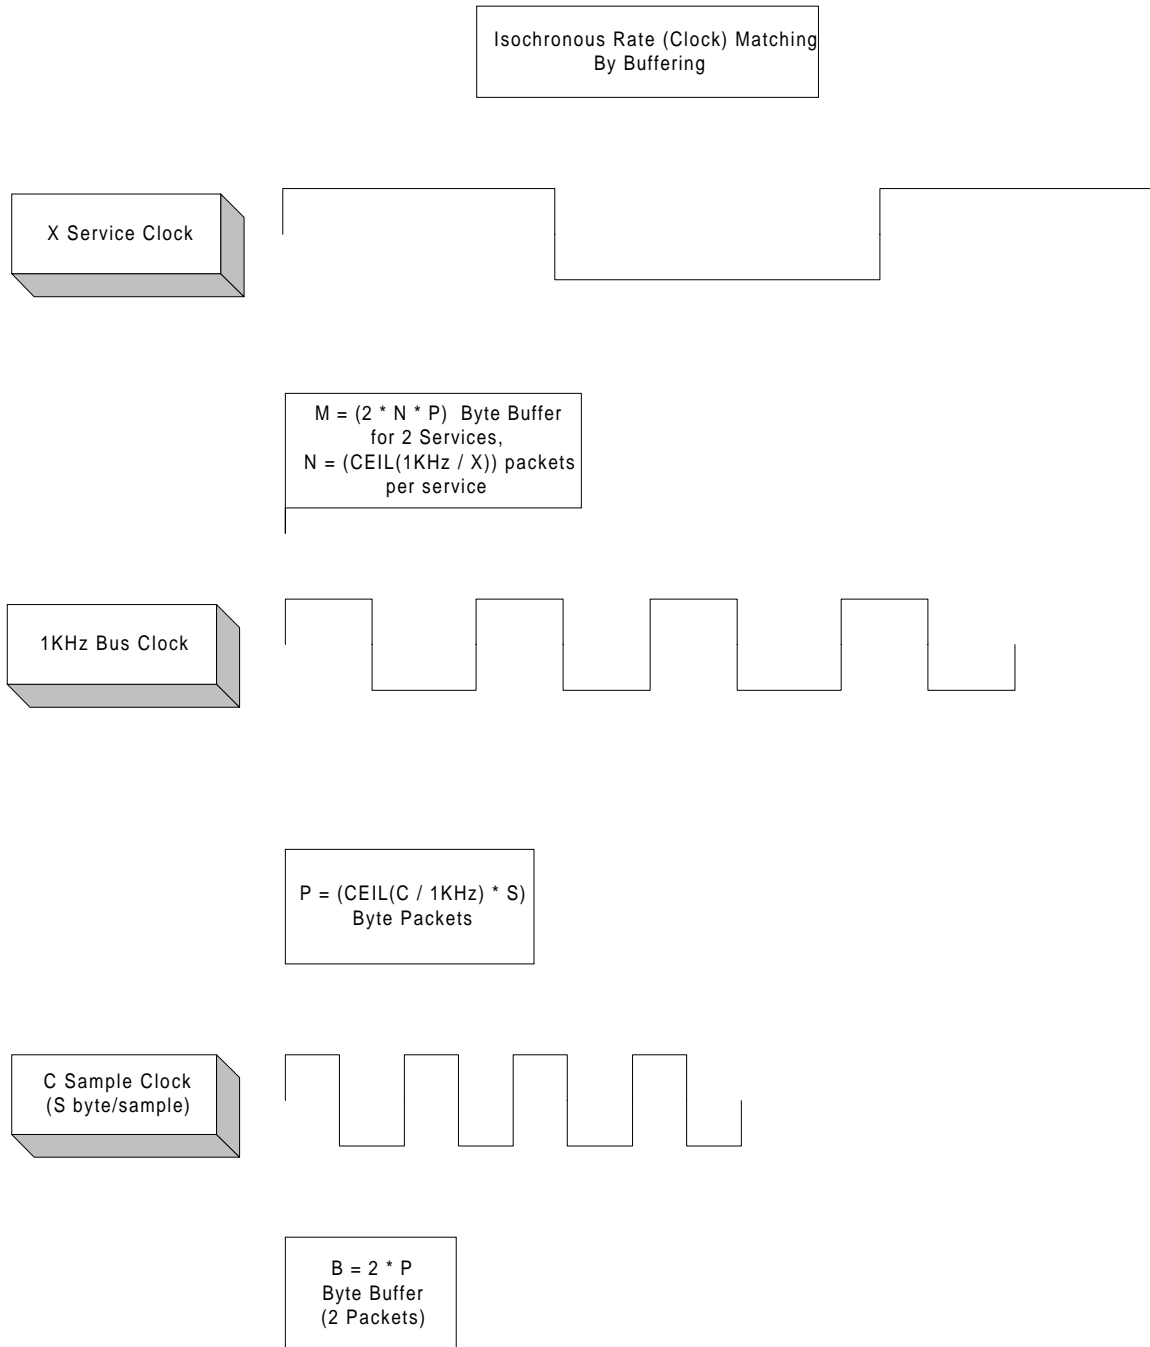 Isochronous Rate (Clock) Matching
By Buffering
X Service Clock
M = (2 * N * P) Byte Buffer
for 2 Services,
N = (CEIL(1KHz / X)) packets
per service
1KHz Bus Clock
P = (CEIL(C / 1KHz) * S)
Byte Packets
C Sample Clock
(S byte/sample)
B = 2 * P
Byte Buffer
(2 Packets)